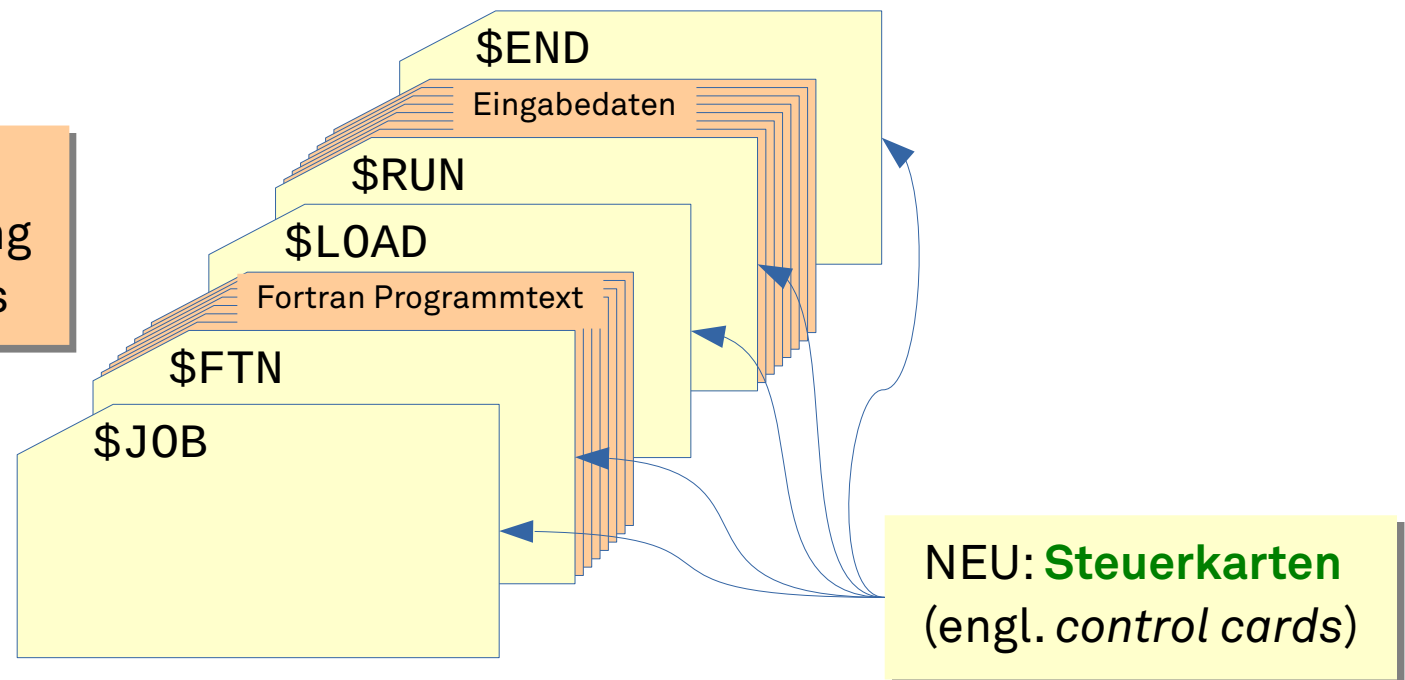 $END
Eingabedaten
$RUN
$LOAD
Fortran Programmtext
$FTN
$JOB
NEU: Steuerkarten
(engl. control cards)